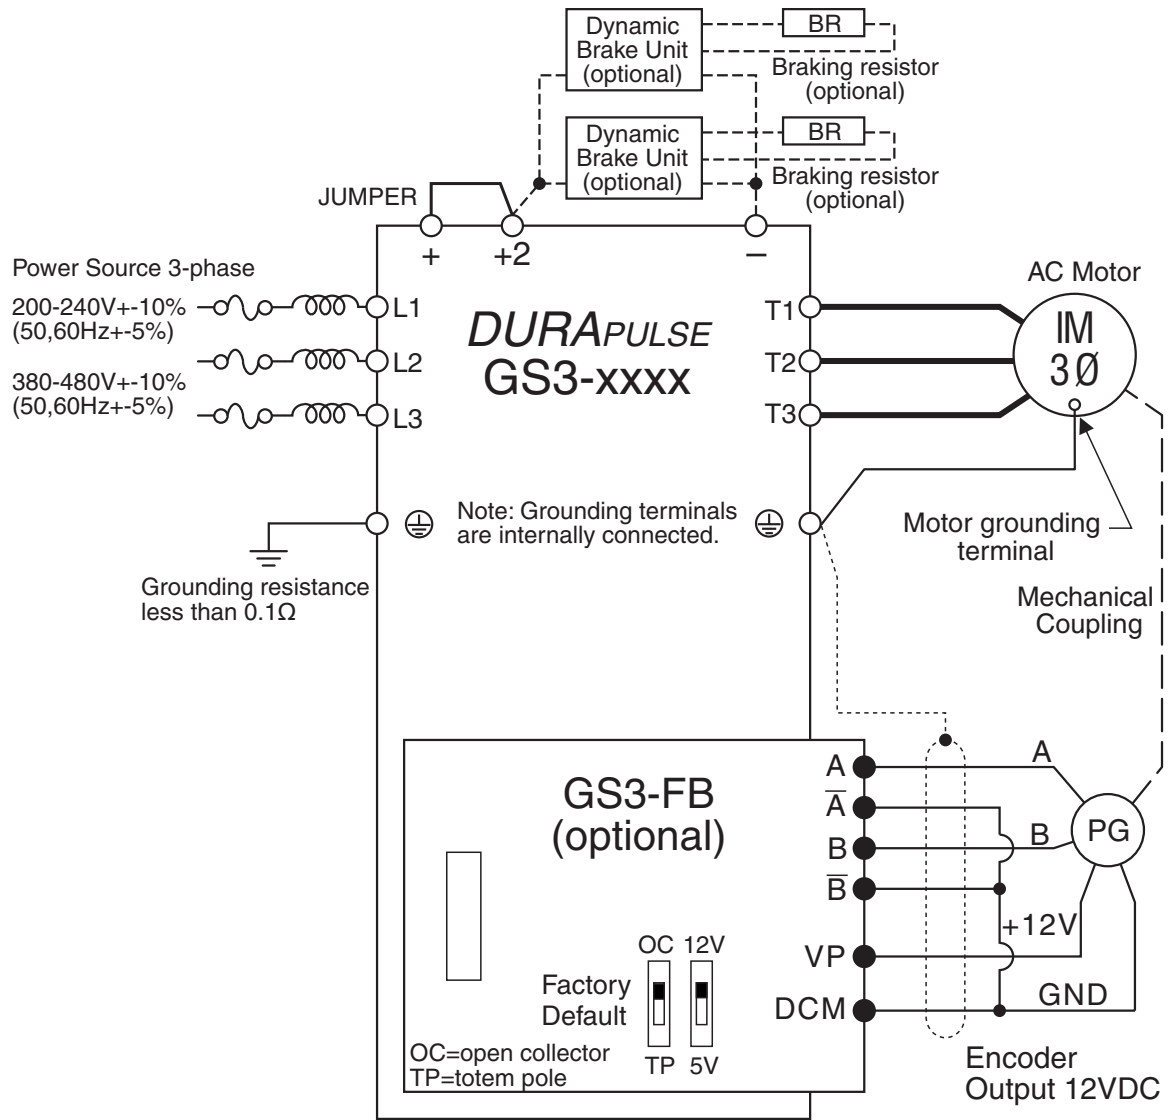 Dynamic
Brake Unit
(optional)
BR
Braking resistor
(optional)
Dynamic
Brake Unit
(optional)
BR
Braking resistor
(optional)
JUMPER
+
+2
–
Power Source 3-phase
200-240V+-10%
(50,60Hz+-5%)
380-480V+-10%
(50,60Hz+-5%)
L1
L2
L3
DURAPULSE
GS3-xxxx
T1
T2
T3
AC Motor
IM
3Ø
Note: Grounding terminals
are internally connected.
Motor grounding
terminal
Grounding resistance
less than 0.1Ω
Mechanical
Coupling
GS3-FB
(optional)
A
A̅
B
B̅
VP
DCM
A
B
PG
+12V
GND
OC 12V
Factory
Default
TP 5V
OC=open collector
TP=totem pole
Encoder
Output 12VDC